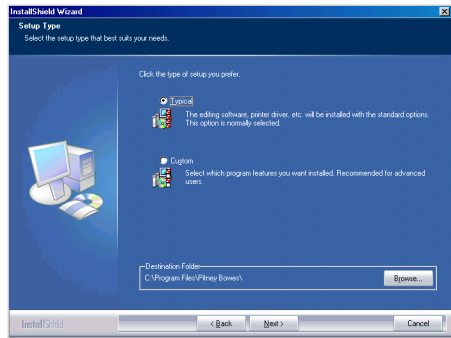 InstallShield Wizard
Setup Type
Select the setup type that best suits your needs.
Click the type of setup you prefer.
Typical
The editing software, printer driver, etc. will be installed with the standard options.
This option is normally selected.
Custom
Select which program features you want installed. Recommended for advanced
users.
Destination Folder
C:\Program Files\Pitney Bowes\
Browse...
InstallShield
< Back
Next >
Cancel